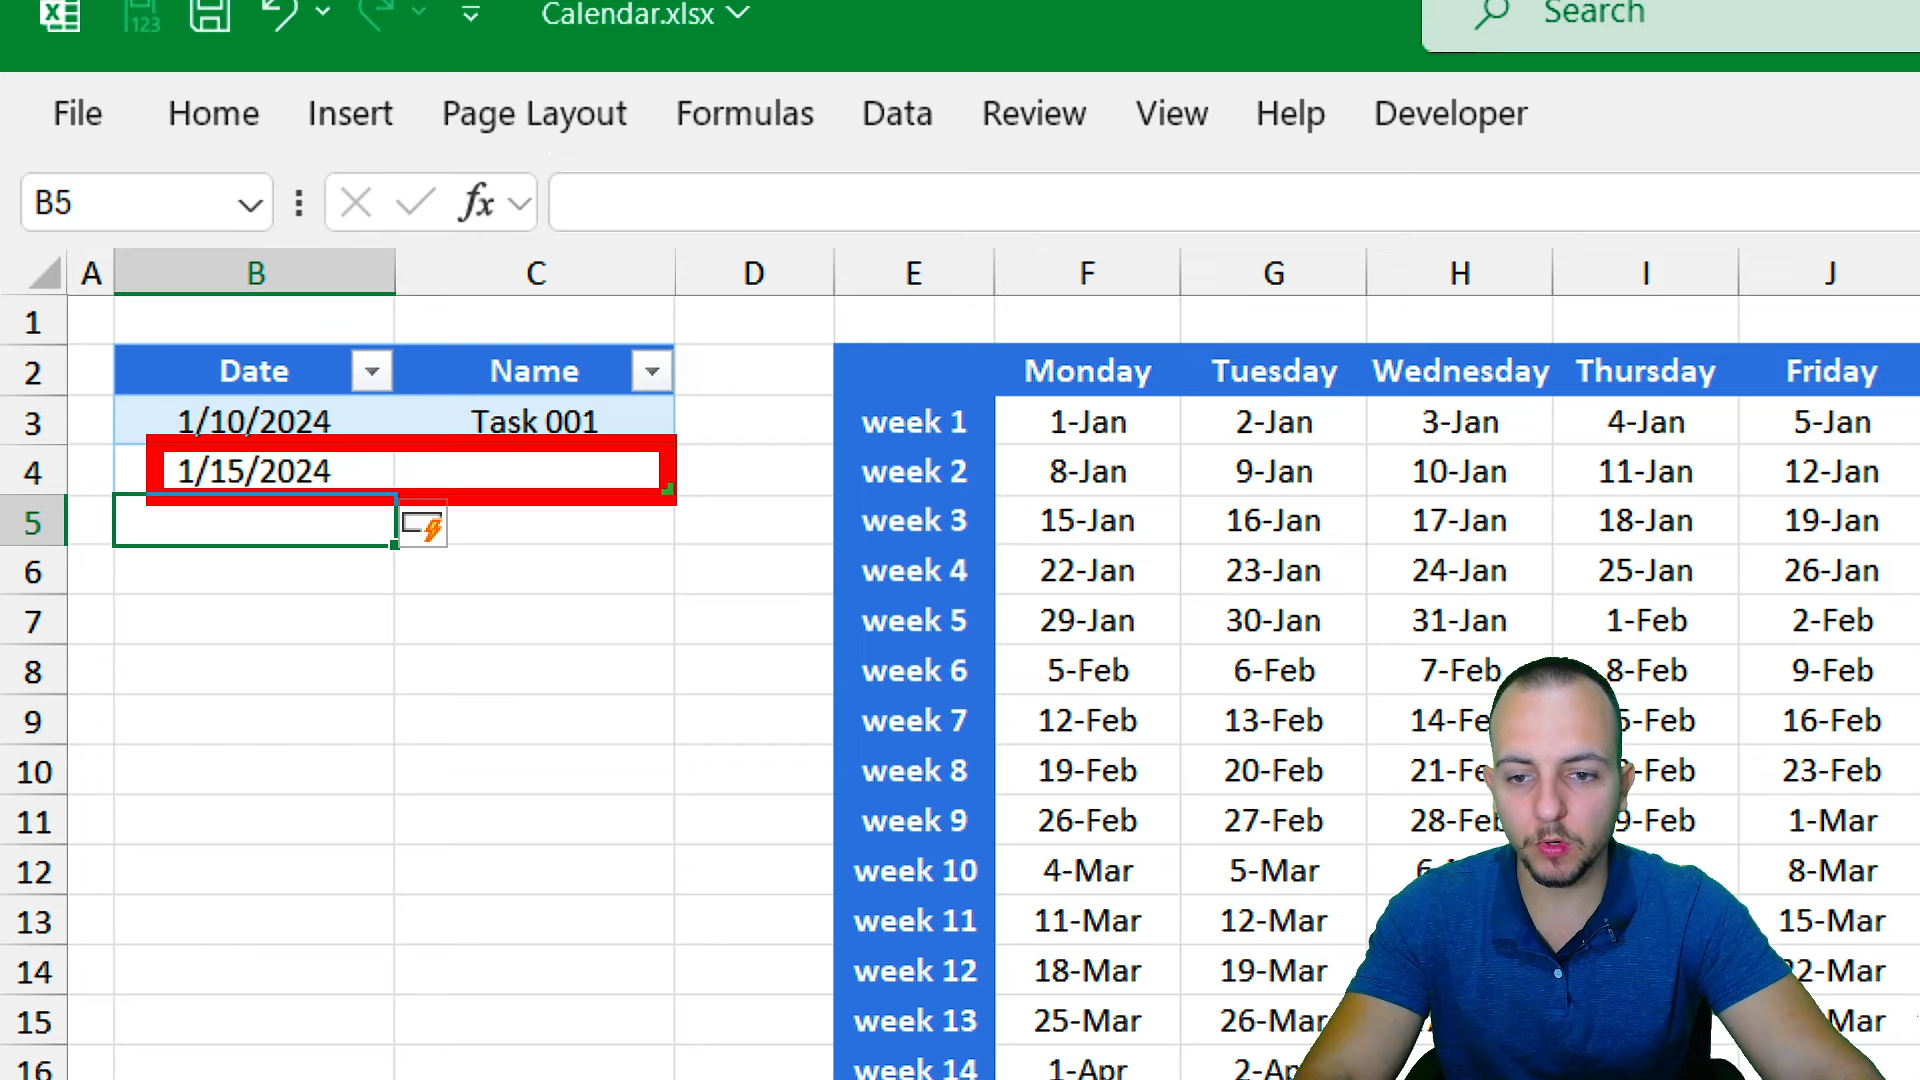 123 Calendar.xlsx Search
File Home Insert Page Layout Formulas Data Review View Help Developer
B5 fx
A B C D E F G H I J
1
2 Date Name Monday Tuesday Wednesday Thursday Friday
3 1/10/2024 Task 001 week 1 1-Jan 2-Jan 3-Jan 4-Jan 5-Jan
4 1/15/2024 week 2 8-Jan 9-Jan 10-Jan 11-Jan 12-Jan
5 week 3 15-Jan 16-Jan 17-Jan 18-Jan 19-Jan
6 week 4 22-Jan 23-Jan 24-Jan 25-Jan 26-Jan
7 week 5 29-Jan 30-Jan 31-Jan 1-Feb 2-Feb
8 week 6 5-Feb 6-Feb 7-Feb 8-Feb 9-Feb
9 week 7 12-Feb 13-Feb 16-Feb
10 week 8 19-Feb 20-Feb 23-Feb
11 week 9 26-Feb 27-Feb 28-Feb 1-Mar
12 week 10 4-Mar 5-Mar 8-Mar
13 week 11 11-Mar 12-Mar 15-Mar
14 week 12 18-Mar 19-Mar
15 week 13 25-Mar 26-Mar
16 week 14 1-Apr